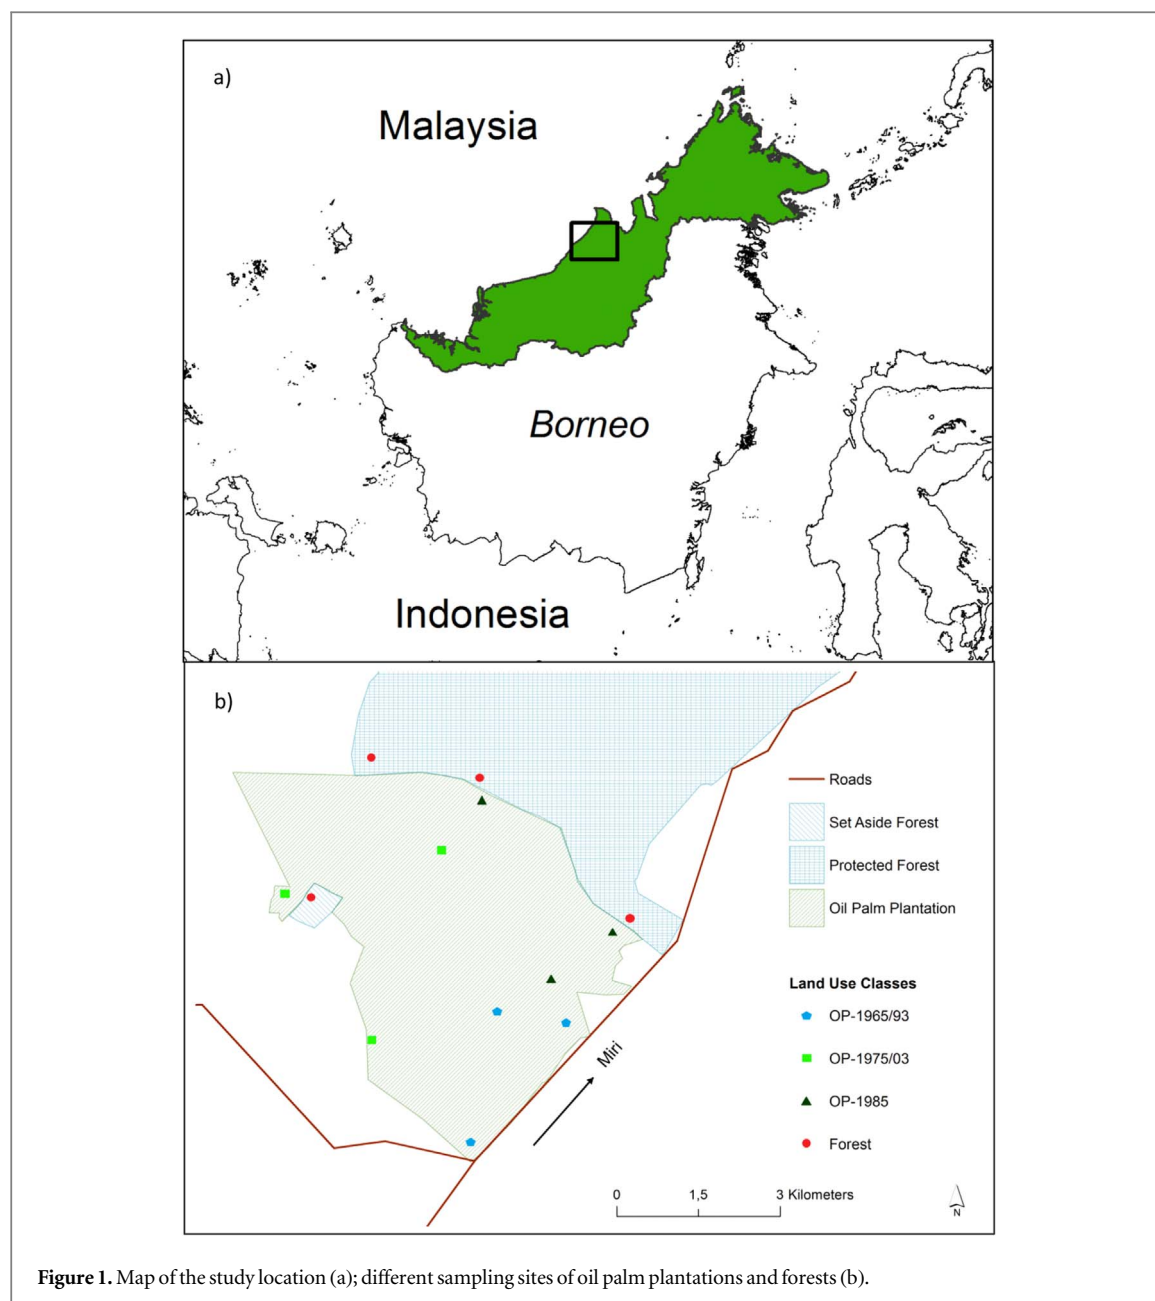 a)
Malaysia
Borneo
Indonesia
b)
Roads
Set Aside Forest
Protected Forest
Oil Palm Plantation
Land Use Classes
OP-1965/93
OP-1975/03
OP-1985
Forest
Miri
0 1,5 3 Kilometers
N
Figure 1. Map of the study location (a); different sampling sites of oil palm plantations and forests (b).